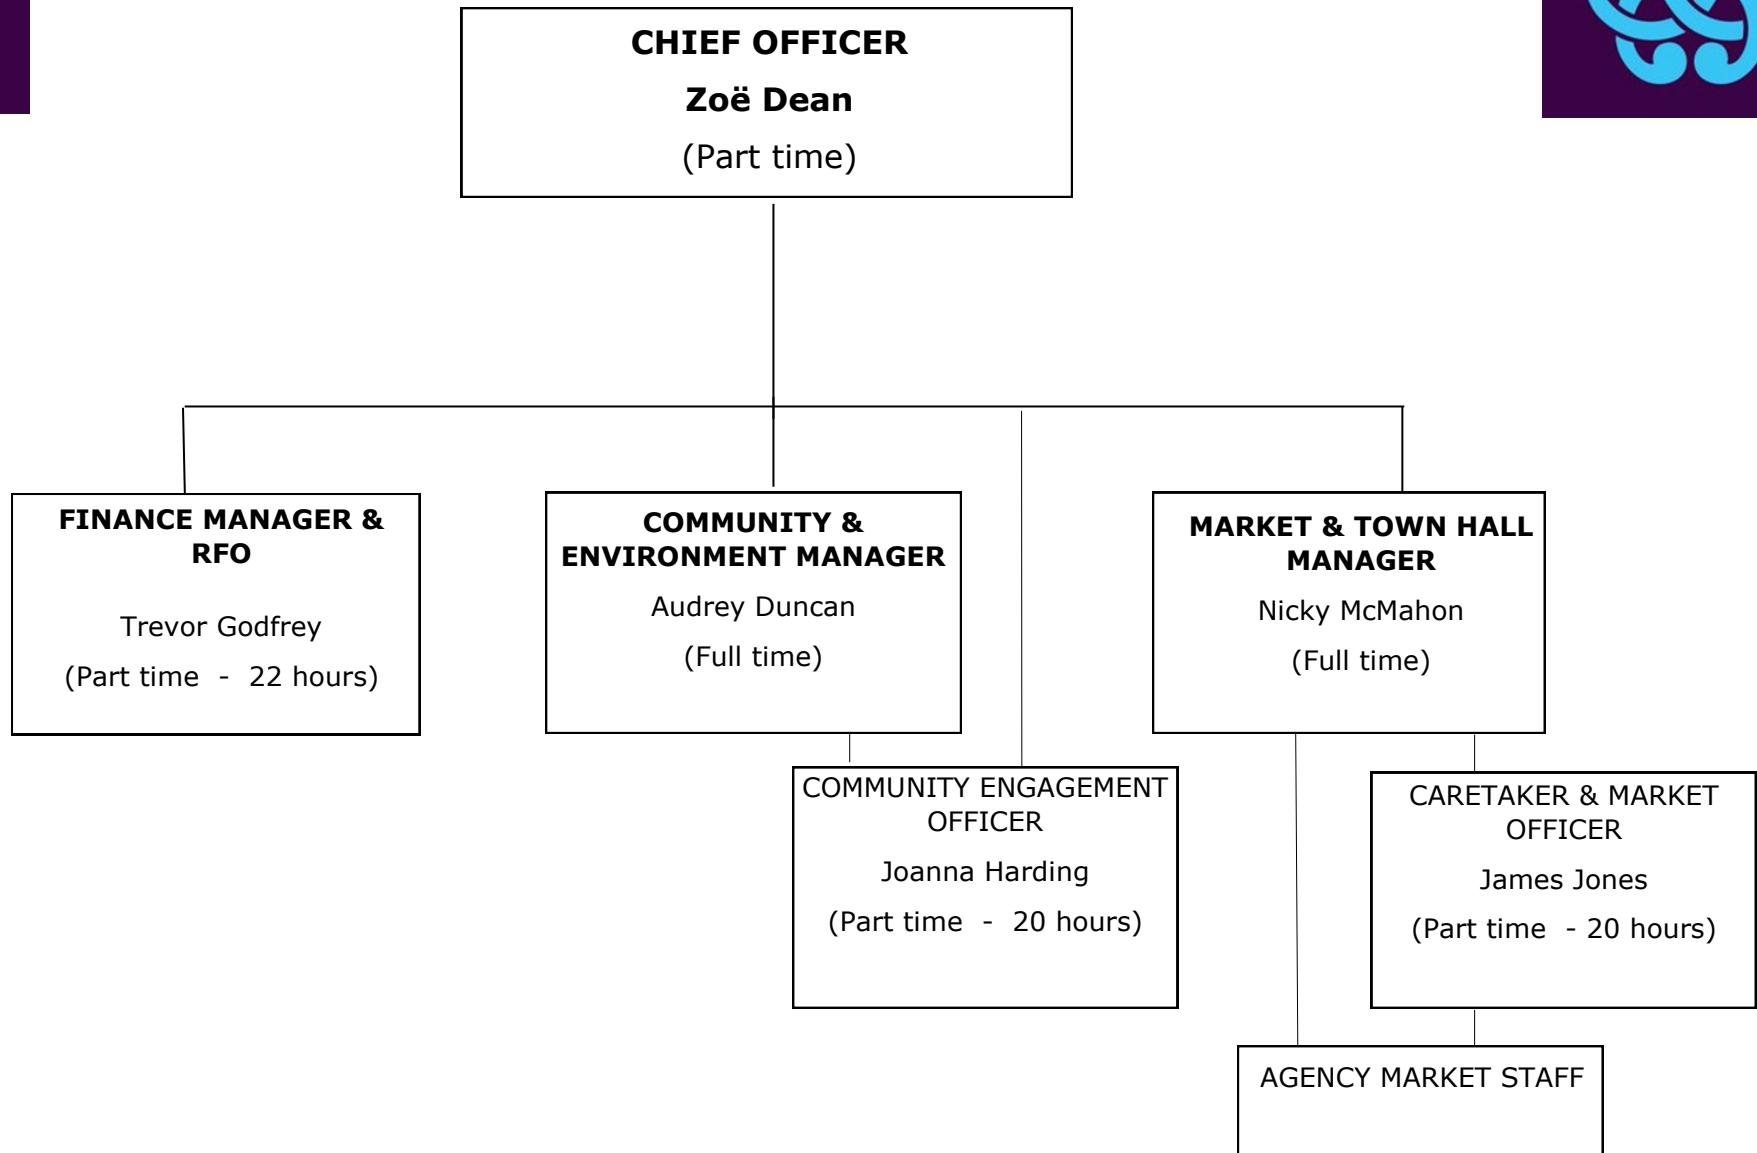 CHIEF OFFICER
Zoë Dean
(Part time)
FINANCE MANAGER &
RFO
Trevor Godfrey
(Part time - 22 hours)
COMMUNITY &
ENVIRONMENT MANAGER
Audrey Duncan
(Full time)
MARKET & TOWN HALL
MANAGER
Nicky McMahon
(Full time)
COMMUNITY ENGAGEMENT
OFFICER
Joanna Harding
(Part time - 20 hours)
CARETAKER & MARKET
OFFICER
James Jones
(Part time - 20 hours)
AGENCY MARKET STAFF